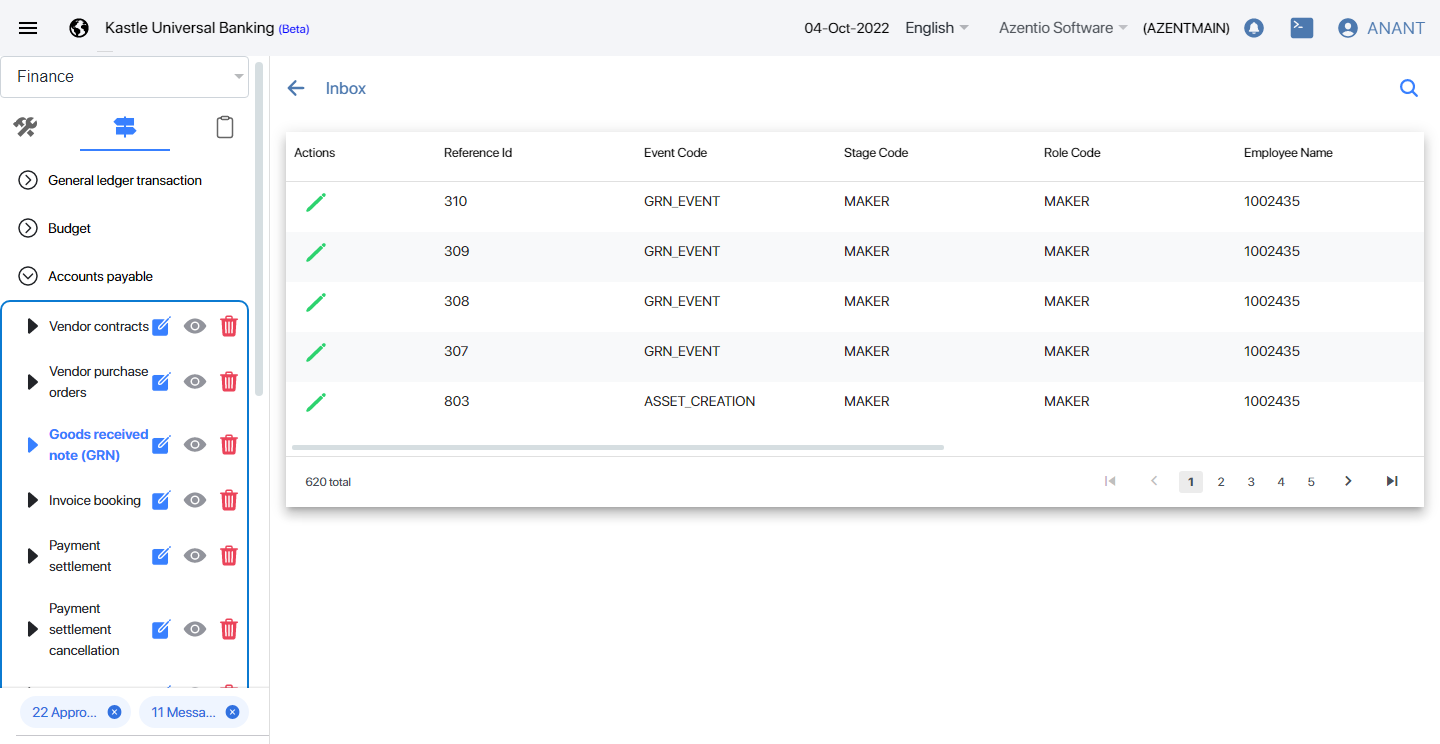 Kastle Universal Banking (Beta)
04-Oct-2022 English Azentio Software (AZENTMAIN) ANANT
Finance
General ledger transaction
Budget
Accounts payable
Vendor contracts
Vendor purchase
orders
Goods received
note (GRN)
Invoice booking
Payment
settlement
Payment
settlement
cancellation
22 Appro... 11 Messa...
Inbox
Actions Reference Id Event Code Stage Code Role Code Employee Name
310 GRN_EVENT MAKER MAKER 1002435
309 GRN_EVENT MAKER MAKER 1002435
308 GRN_EVENT MAKER MAKER 1002435
307 GRN_EVENT MAKER MAKER 1002435
803 ASSET_CREATION MAKER MAKER 1002435
620 total 1 2 3 4 5